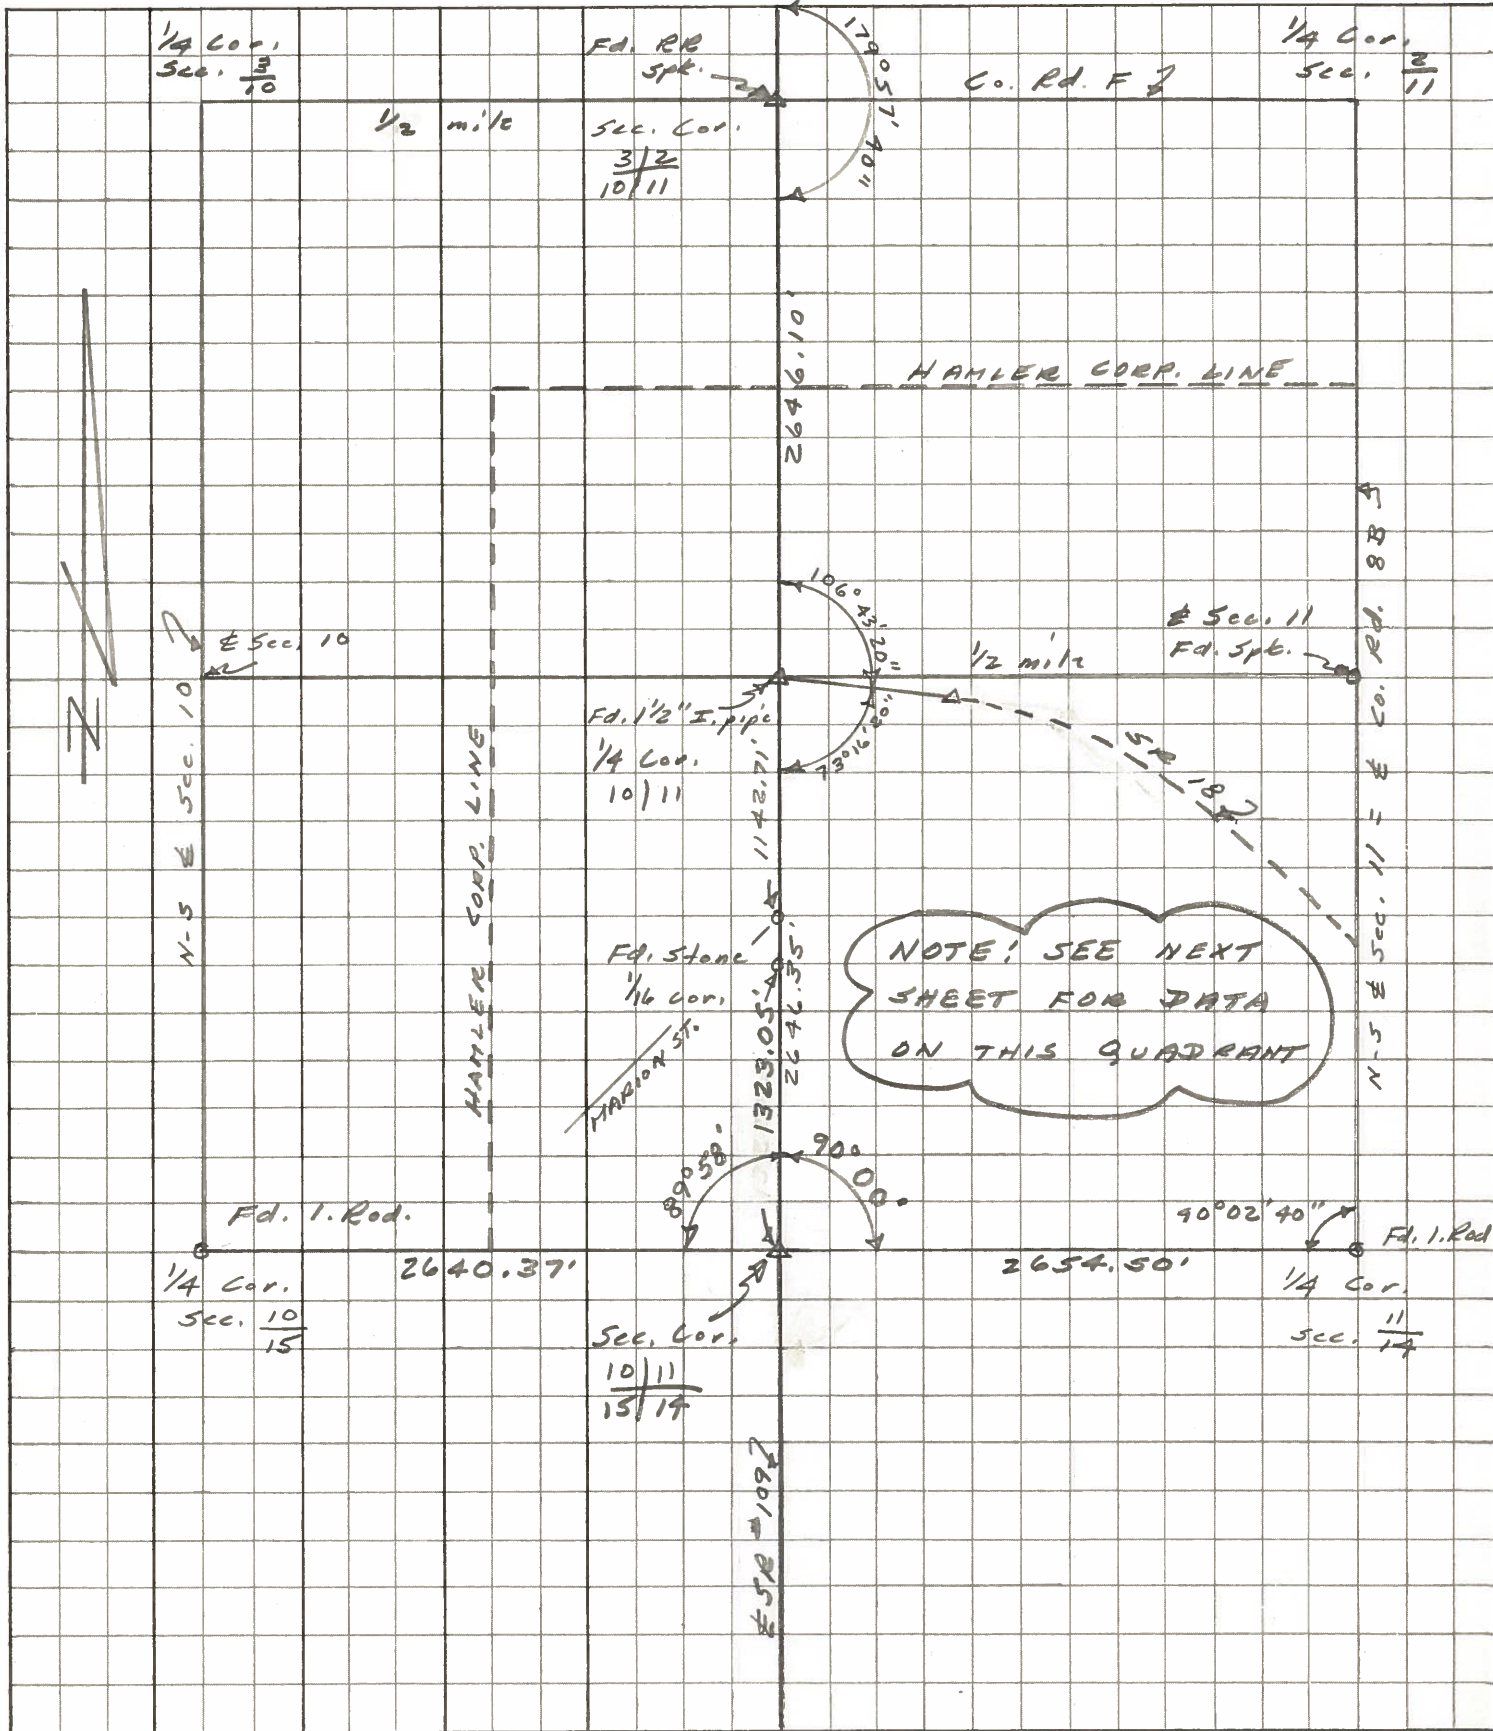 1/4 Cor.
Sec. 3/10
Fd. RR
spk.
179°57'40"
Co. Rd. F
1/4 Cor.
Sec. 2/11
1/2 mile
Sec. Cor.
3|2
10|11
2646.10'
HAMLER CORP. LINE
106°43'20"
℄ Sec. 10
1/2 mile
℄ Sec. 11
Fd. Spk.
N-S ℄ Sec. 10
Fd. 1 1/2" I. pipe
1/4 Cor.
10|11
73°16'40"
SR 18
1142.71'
HAMLER CORP. LINE
N-S ℄ Sec. 11 = ℄ Co. Rd. 8B
Fd. Stone
1/16 Cor.
MARION ST.
1323.05'
2646.35'
NOTE! SEE NEXT
SHEET FOR DATA
ON THIS QUADRANT
89°58'
90°00'
90°02'40"
Fd. I. Rod.
Fd. I. Rod
2640.37'
2654.50'
1/4 Cor.
Sec. 10/15
Sec. Cor.
10|11
15|14
1/4 Cor.
Sec. 11/14
℄ SR 109
N